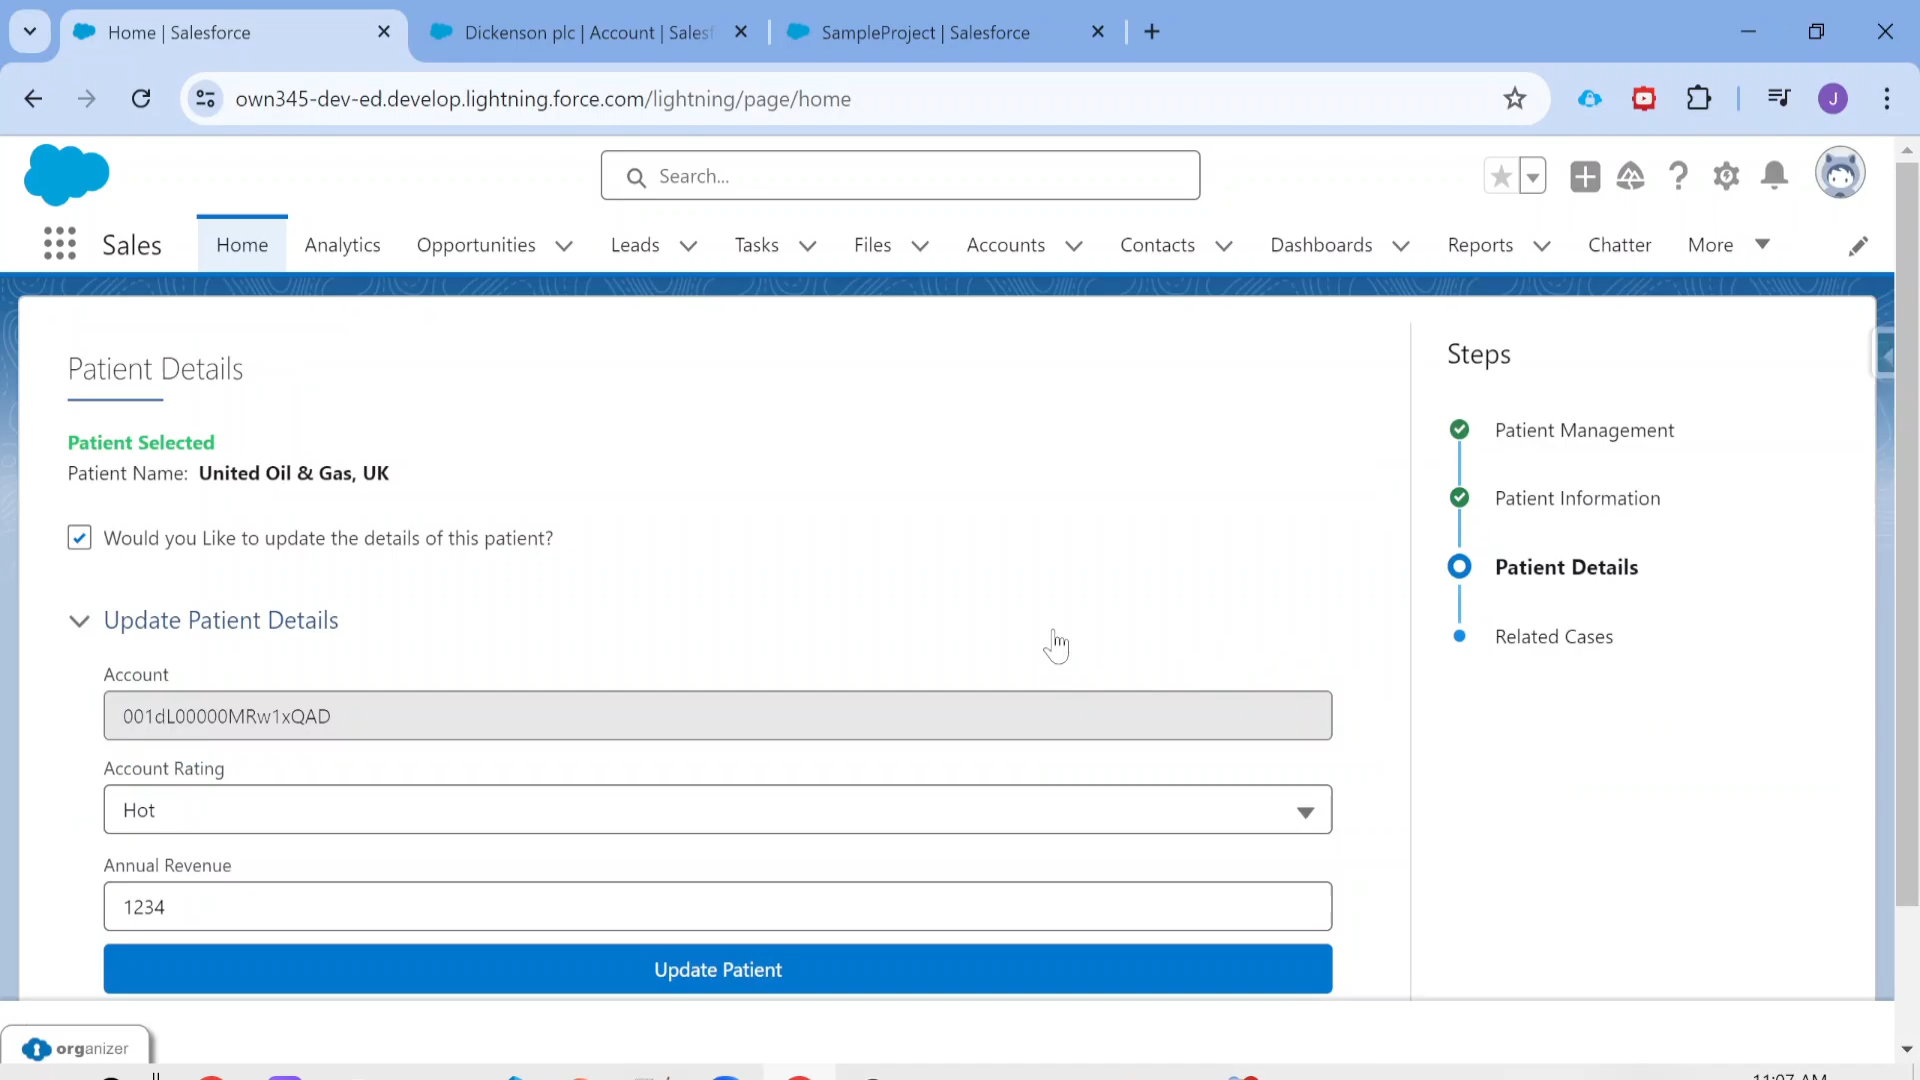 Home | Salesforce
Dickenson plc | Account | Salesf
SampleProject | Salesforce
own345-dev-ed.develop.lightning.force.com/lightning/page/home
J
Search...
Sales
Home
Analytics
Opportunities
Leads
Tasks
Files
Accounts
Contacts
Dashboards
Reports
Chatter
More
Patient Details
Patient Selected
Patient Name: United Oil & Gas, UK
Would you Like to update the details of this patient?
Update Patient Details
Account
001dL00000MRw1xQAD
Account Rating
Hot
Annual Revenue
1234
Update Patient
Steps
Patient Management
Patient Information
Patient Details
Related Cases
organizer
11:07 AM